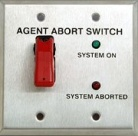 AGENT ABORT SWITCH
SYSTEM ON
SYSTEM ABORTED